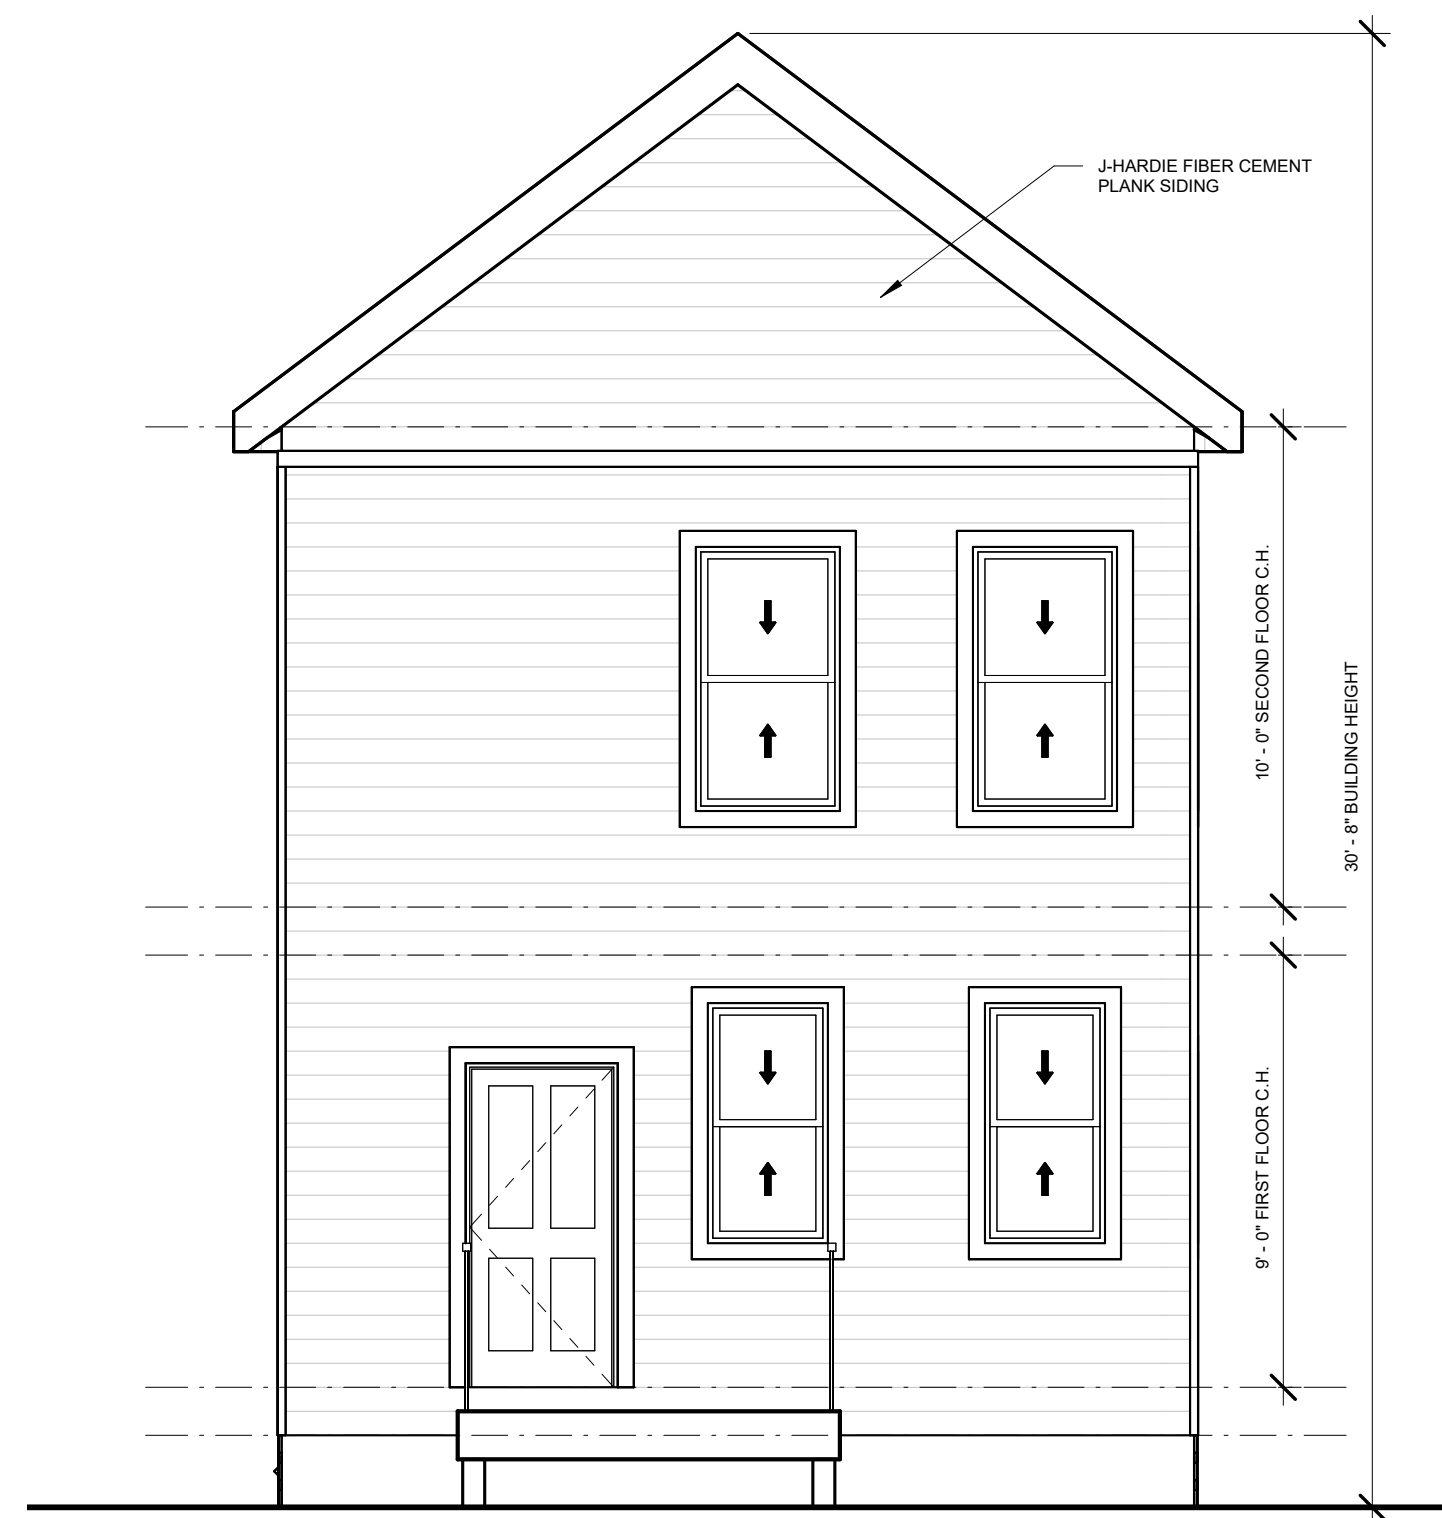 J-HARDIE FIBER CEMENT
PLANK SIDING
10' - 0" SECOND FLOOR C.H.
30' - 8" BUILDING HEIGHT
9' - 0" FIRST FLOOR C.H.